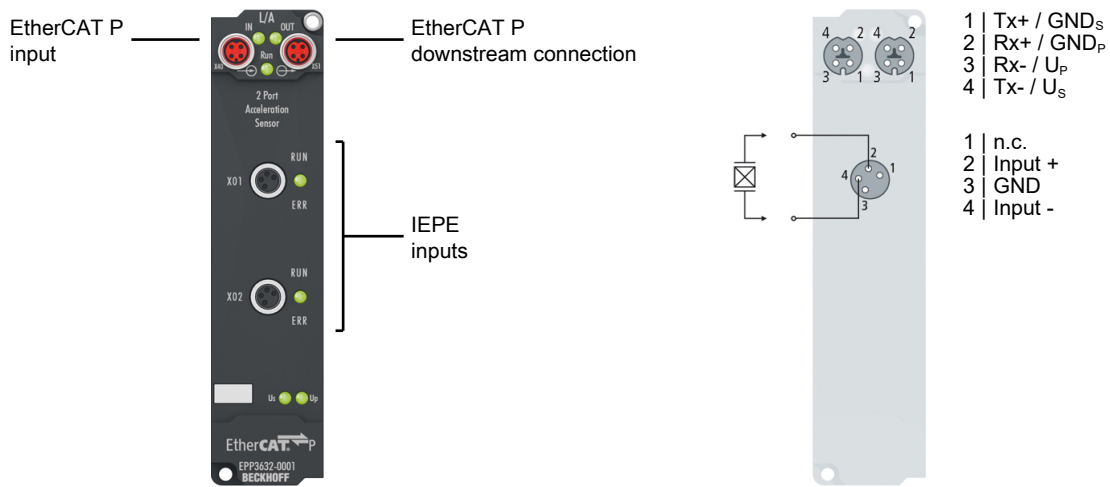 EtherCAT P
input
L/A
IN OUT
X40 Run X51
EtherCAT P
downstream connection
2 Port
Acceleration
Sensor
RUN
X01
ERR
IEPE
inputs
RUN
X02
ERR
Us Up
EtherCAT P
EPP3632-0001
BECKHOFF
4 2 4 2
3 1 3 1
1 | Tx+ / GNDS
2 | Rx+ / GNDP
3 | Rx- / UP
4 | Tx- / US
2
4 1
3
1 | n.c.
2 | Input +
3 | GND
4 | Input -